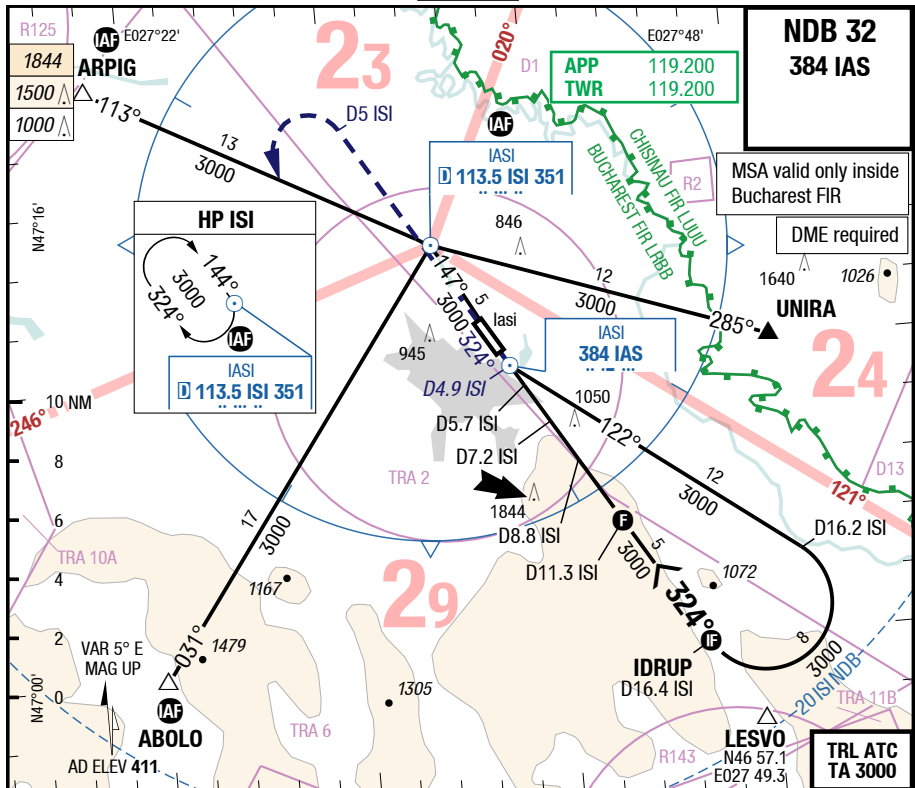 R125
IAF
E027°22'
ARPIG
1844
1500
1000
113°
13
3000
23
020°
D1
E027°48'
APP 119.200
TWR 119.200
NDB 32
384 IAS
D5 ISI
IAF
IASI
D 113.5 ISI 351
CHISINAU FIR LUUU
BUCHAREST FIR LRBB
R2
MSA valid only inside
Bucharest FIR
DME required
N47°16'
HP ISI
144°
3000
324°
IAF
IASI
D 113.5 ISI 351
846
12
3000
285°
1640
1026
UNIRA
147°
5
3000
324°
Iasi
IASI
384 IAS
945
D4.9 ISI
24
10 NM
246°
1050
D5.7 ISI
122°
D7.2 ISI
12
3000
D13
121°
8
TRA 2
1844
D8.8 ISI
D16.2 ISI
6
17
3000
F
5
3000
D11.3 ISI
TRA 10A
4
1167
29
1072
324°
2
1479
031°
IF
8
3000
IDRUP
D16.4 ISI
VAR 5° E
MAG UP
N47°00'
0
1305
20 ISI NDB
TRA 11B
IAF
ABOLO
TRA 6
LESVO
N46 57.1
E027 49.3
R143
AD ELEV 411
TRL ATC
TA 3000